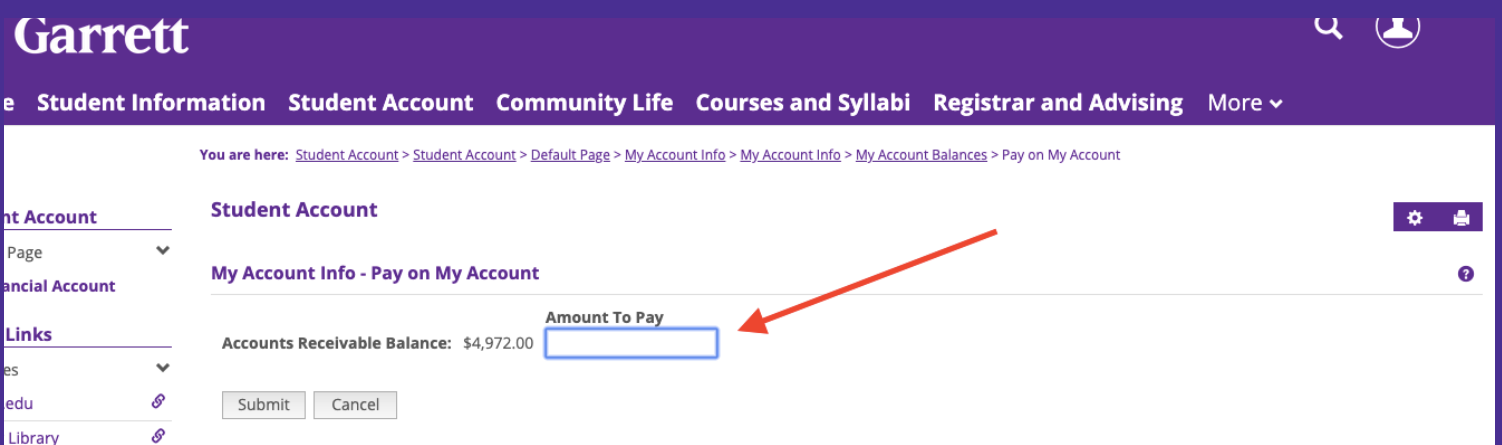 Garrett
e Student Information Student Account Community Life Courses and Syllabi Registrar and Advising More
You are here: Student Account > Student Account > Default Page > My Account Info > My Account Info > My Account Balances > Pay on My Account
nt Account
Page
ancial Account
Links
es
.edu
Library
Student Account
My Account Info - Pay on My Account
?
Amount To Pay
Accounts Receivable Balance: $4,972.00
Submit Cancel